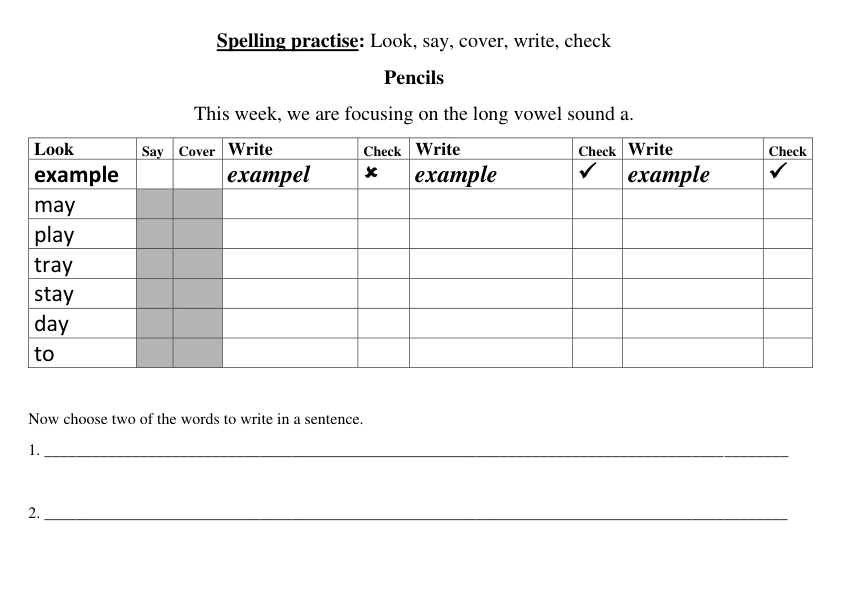 Spelling practise: Look, say, cover, write, check
Pencils
This week, we are focusing on the long vowel sound a.
Look Say Cover Write Check Write Check Write Check
example exampel ✘ example ✓ example ✓
may
play
tray
stay
day
to
Now choose two of the words to write in a sentence.
1. ___________________________________________________________________________________________
2. ___________________________________________________________________________________________